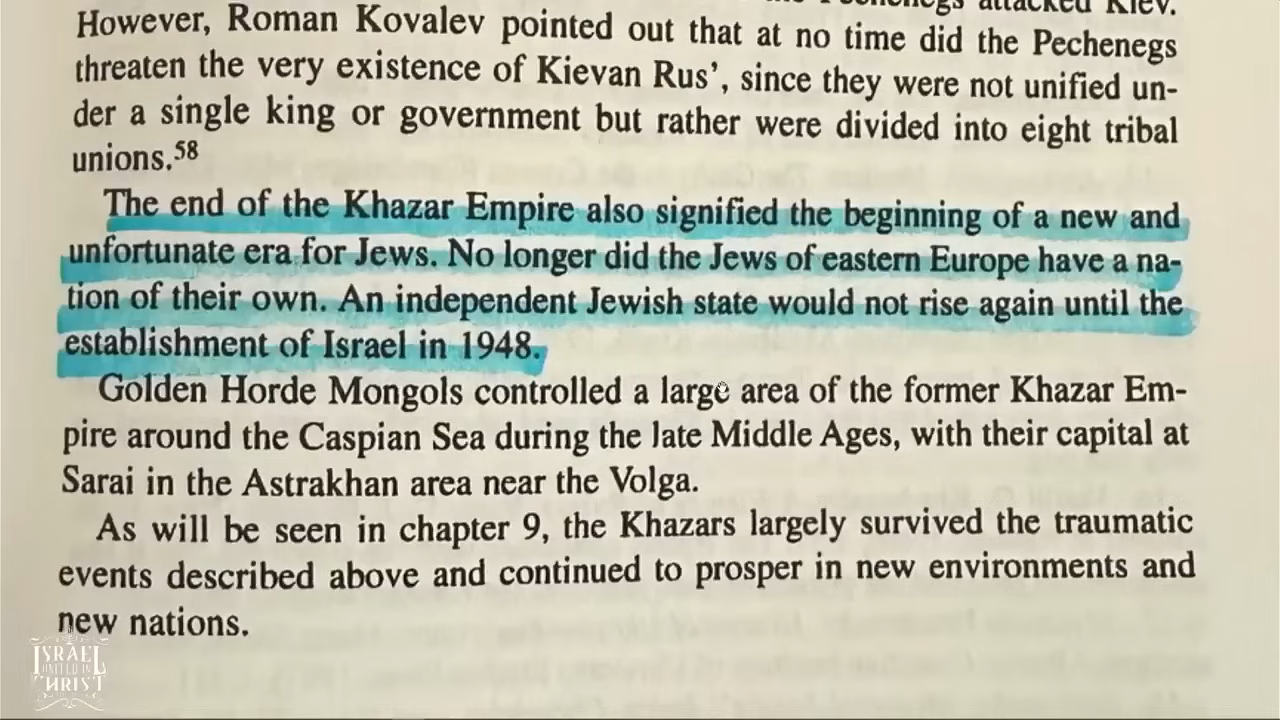 the Pechenegs attacked Kiev.
However, Roman Kovalev pointed out that at no time did the Pechenegs
threaten the very existence of Kievan Rus', since they were not unified un-
der a single king or government but rather were divided into eight tribal
unions.58
The end of the Khazar Empire also signified the beginning of a new and
unfortunate era for Jews. No longer did the Jews of eastern Europe have a na-
tion of their own. An independent Jewish state would not rise again until the
establishment of Israel in 1948.
Golden Horde Mongols controlled a large area of the former Khazar Em-
pire around the Caspian Sea during the late Middle Ages, with their capital at
Sarai in the Astrakhan area near the Volga.
As will be seen in chapter 9, the Khazars largely survived the traumatic
events described above and continued to prosper in new environments and
new nations.
ISRAEL
UNITED IN
CHRIST